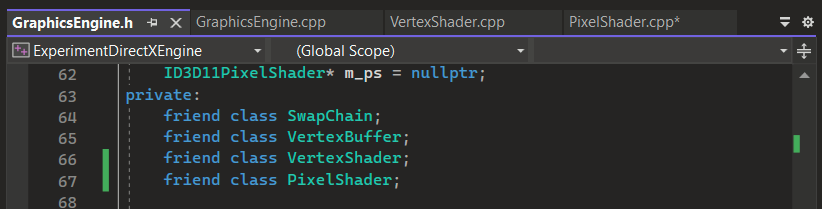 GraphicsEngine.h GraphicsEngine.cpp VertexShader.cpp PixelShader.cpp*
ExperimentDirectXEngine (Global Scope)
62 ID3D11PixelShader* m_ps = nullptr;
63 private:
64 friend class SwapChain;
65 friend class VertexBuffer;
66 friend class VertexShader;
67 friend class PixelShader;
68